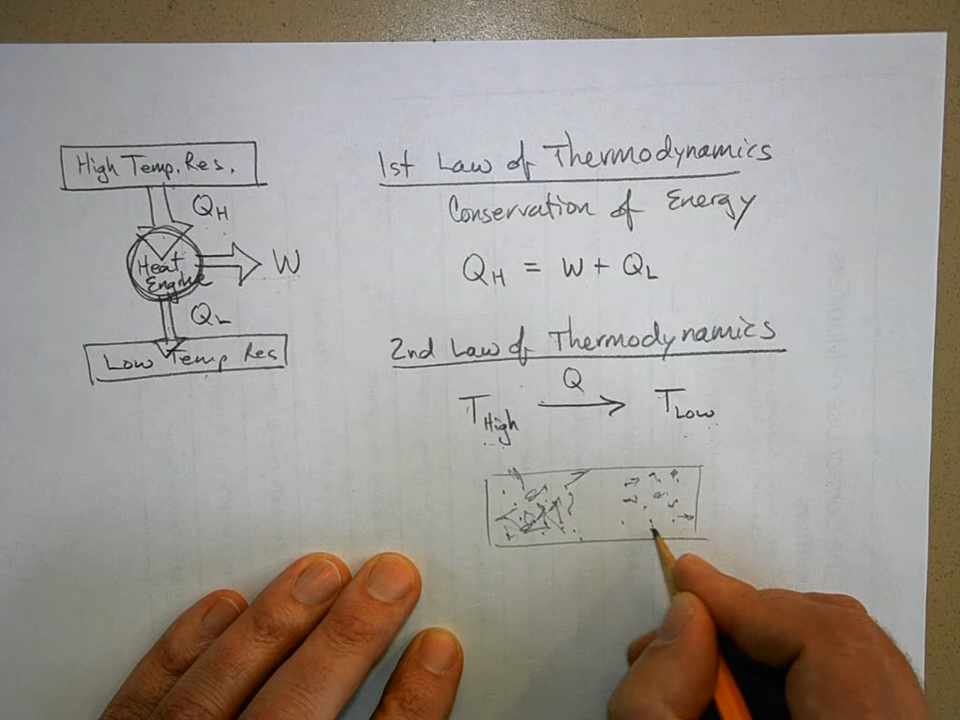 High Temp. Res.
QH
Heat
Engine
W
QL
Low Temp Res
1st Law of Thermodynamics
Conservation of Energy
QH = W + QL
2nd Law of Thermodynamics
Q
THigh → TLow